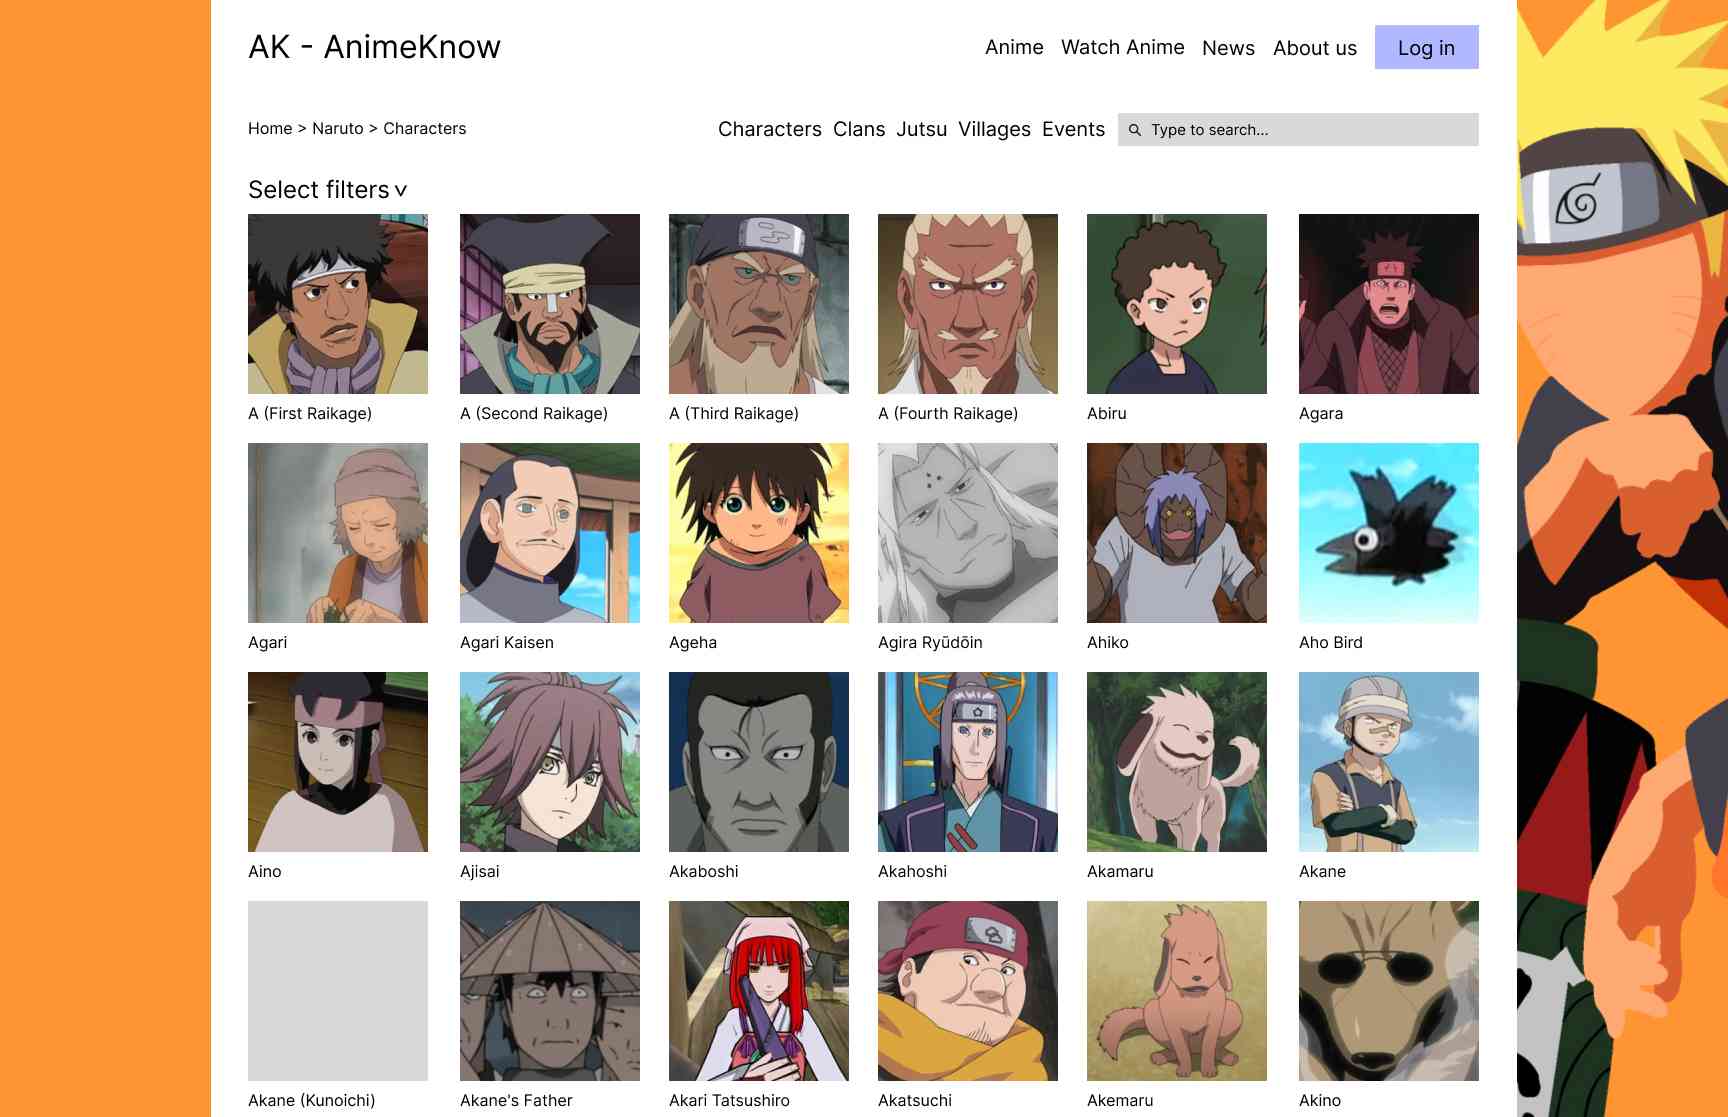 AK - AnimeKnow
Anime Watch Anime News About us Log in
Home > Naruto > Characters
Characters Clans Jutsu Villages Events Type to search...
Select filters
A (First Raikage) A (Second Raikage) A (Third Raikage) A (Fourth Raikage) Abiru Agara
Agari Agari Kaisen Ageha Agira Ryūdōin Ahiko Aho Bird
Aino Ajisai Akaboshi Akahoshi Akamaru Akane
Akane (Kunoichi) Akane's Father Akari Tatsushiro Akatsuchi Akemaru Akino